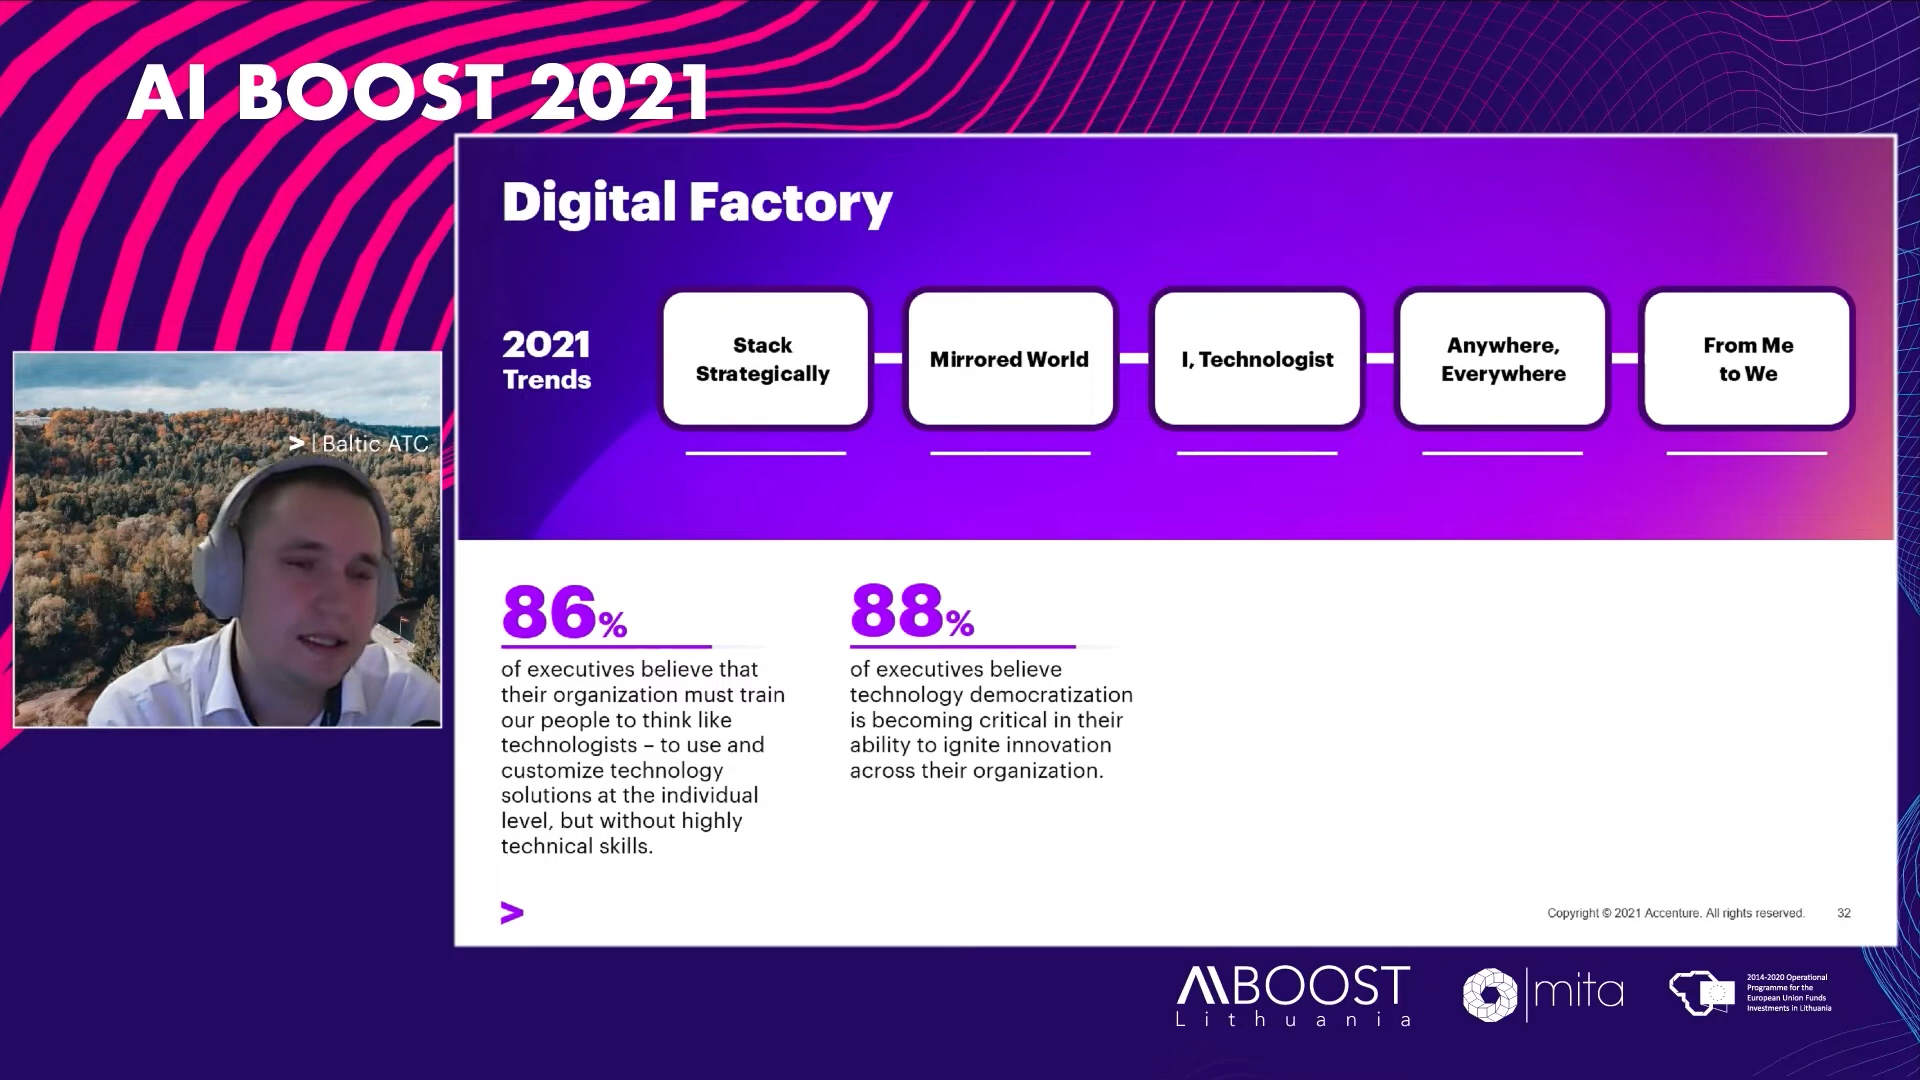 AI BOOST 2021
Digital Factory
2021
Trends
Stack
Strategically
Mirrored World
I, Technologist
Anywhere,
Everywhere
From Me
to We
> | Baltic ATC
86%
of executives believe that
their organization must train
our people to think like
technologists – to use and
customize technology
solutions at the individual
level, but without highly
technical skills.
88%
of executives believe
technology democratization
is becoming critical in their
ability to ignite innovation
across their organization.
>
Copyright © 2021 Accenture. All rights reserved. 32
AI BOOST
Lithuania
mita
2014-2020 Operational
Programme for the
European Union Funds
Investments in Lithuania